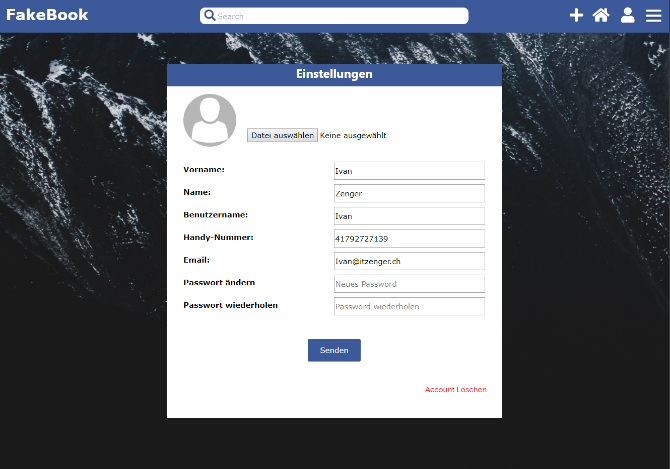 FakeBook
Search
Einstellungen
Datei auswählen Keine ausgewählt
Vorname: Ivan
Name: Zenger
Benutzername: Ivan
Handy-Nummer: 41792727139
Email: Ivan@itzenger.ch
Passwort ändern Neues Password
Passwort wiederholen Password wiederholen
Senden
Account Löschen